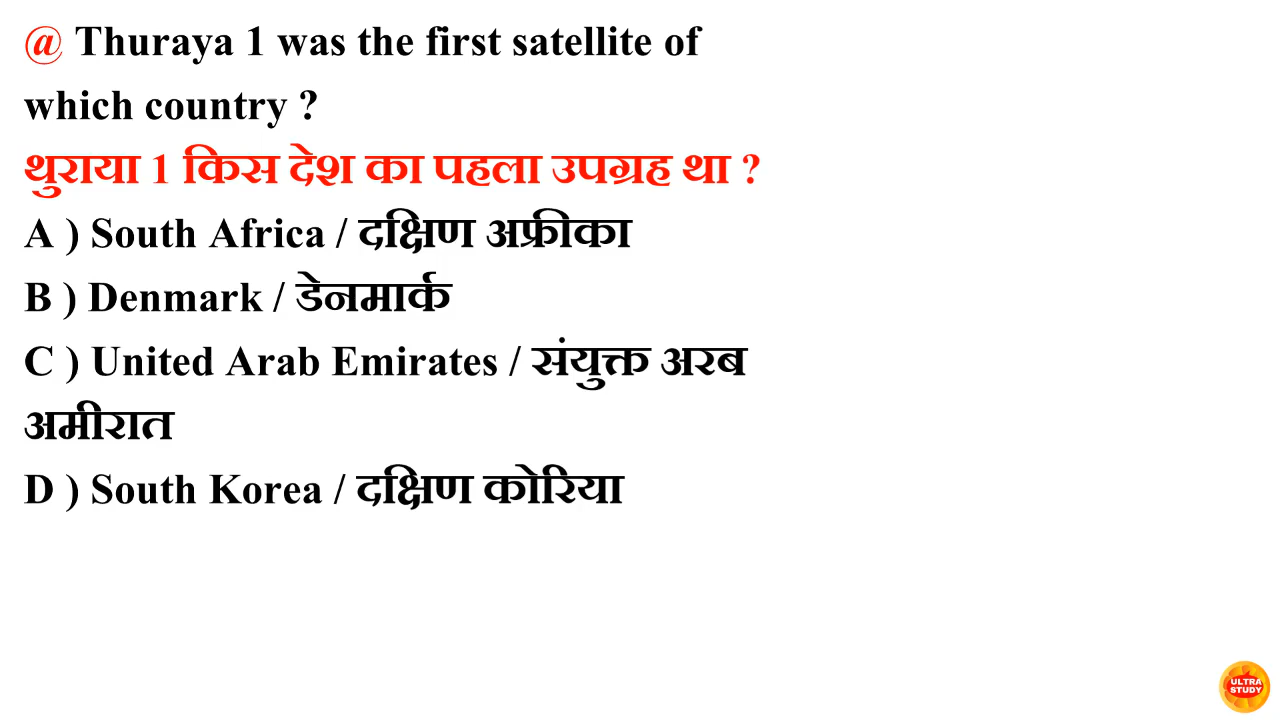 @ Thuraya 1 was the first satellite of
which country ?
थुराया 1 किस देश का पहला उपग्रह था ?
A ) South Africa / दक्षिण अफ्रीका
B ) Denmark / डेनमार्क
C ) United Arab Emirates / संयुक्त अरब
अमीरात
D ) South Korea / दक्षिण कोरिया
ULTRA
STUDY